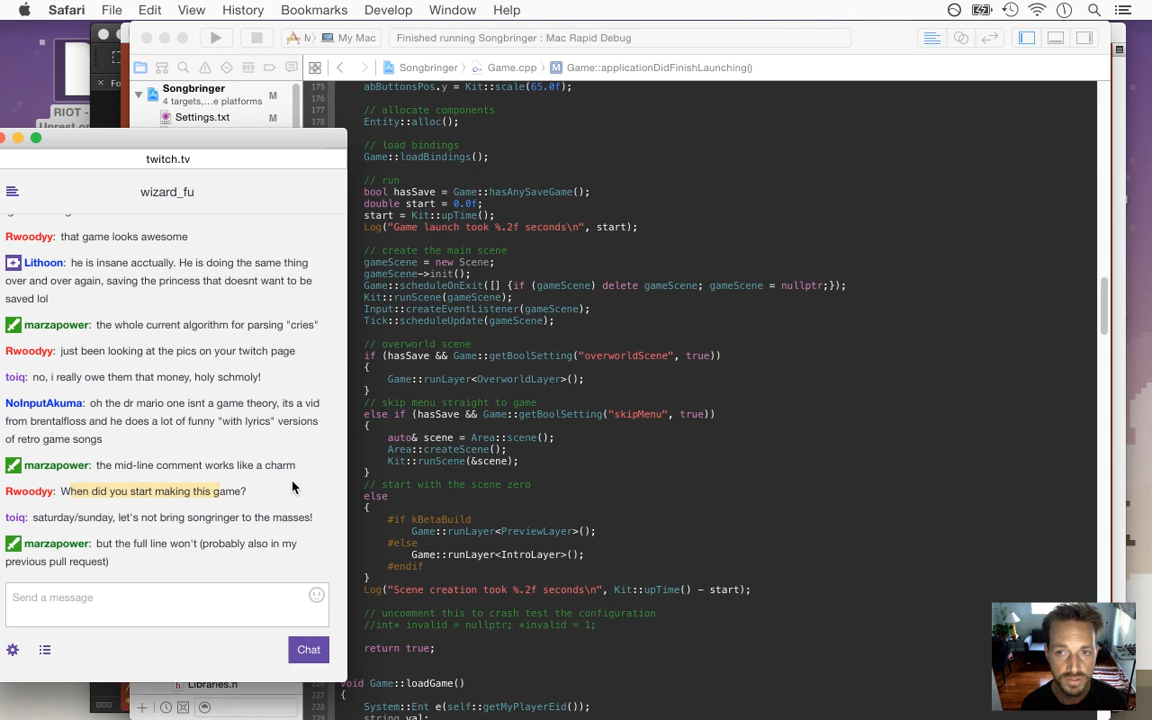 Safari File Edit View History Bookmarks Develop Window Help
My Mac
Finished running Songbringer : Mac Rapid Debug
Songbringer
Game.cpp
M Game::applicationDidFinishLaunching()
Songbringer M
4 targets,...e platforms
Settings.txt M
RIOT -
twitch.tv
wizard_fu
Rwoodyy: that game looks awesome
Lithoon: he is insane acctually. He is doing the same thing
over and over again, saving the princess that doesnt want to be
saved lol
marzapower: the whole current algorithm for parsing "cries"
Rwoodyy: just been looking at the pics on your twitch page
toiq: no, i really owe them that money, holy schmoly!
NoInputAkuma: oh the dr mario one isnt a game theory, its a vid
from brentalfloss and he does a lot of funny "with lyrics" versions
of retro game songs
marzapower: the mid-line comment works like a charm
Rwoodyy: When did you start making this game?
toiq: saturday/sunday, let's not bring songringer to the masses!
marzapower: but the full line won't (probably also in my
previous pull request)
Send a message
Chat
175 abButtonsPos.y = Kit::scale(65.0f);
176
177 // allocate components
178 Entity::alloc();
// load bindings
Game::loadBindings();
// run
bool hasSave = Game::hasAnySaveGame();
double start = 0.0f;
start = Kit::upTime();
Log("Game launch took %.2f seconds\n", start);
// create the main scene
gameScene = new Scene;
gameScene->init();
Game::scheduleOnExit([] {if (gameScene) delete gameScene; gameScene = nullptr;});
Kit::runScene(gameScene);
Input::createEventListener(gameScene);
Tick::scheduleUpdate(gameScene);
// overworld scene
if (hasSave && Game::getBoolSetting("overworldScene", true))
{
Game::runLayer<OverworldLayer>();
}
// skip menu straight to game
else if (hasSave && Game::getBoolSetting("skipMenu", true))
{
auto& scene = Area::scene();
Area::createScene();
Kit::runScene(&scene);
}
// start with the scene zero
else
{
#if kBetaBuild
Game::runLayer<PreviewLayer>();
#else
Game::runLayer<IntroLayer>();
#endif
}
Log("Scene creation took %.2f seconds\n", Kit::upTime() - start);
// uncomment this to crash test the configuration
//int* invalid = nullptr; *invalid = 1;
return true;
void Game::loadGame()
227 {
228 System::Ent e(self::getMyPlayerEid());
string val;